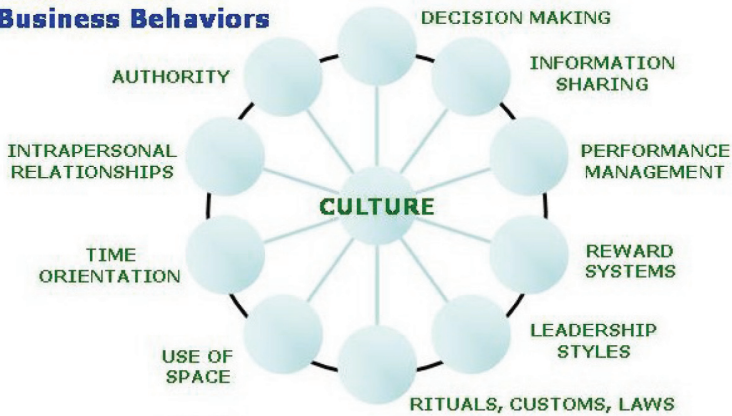 Business Behaviors
DECISION MAKING
INFORMATION
SHARING
PERFORMANCE
MANAGEMENT
REWARD
SYSTEMS
LEADERSHIP
STYLES
RITUALS, CUSTOMS, LAWS
USE OF
SPACE
TIME
ORIENTATION
INTRAPERSONAL
RELATIONSHIPS
AUTHORITY
CULTURE